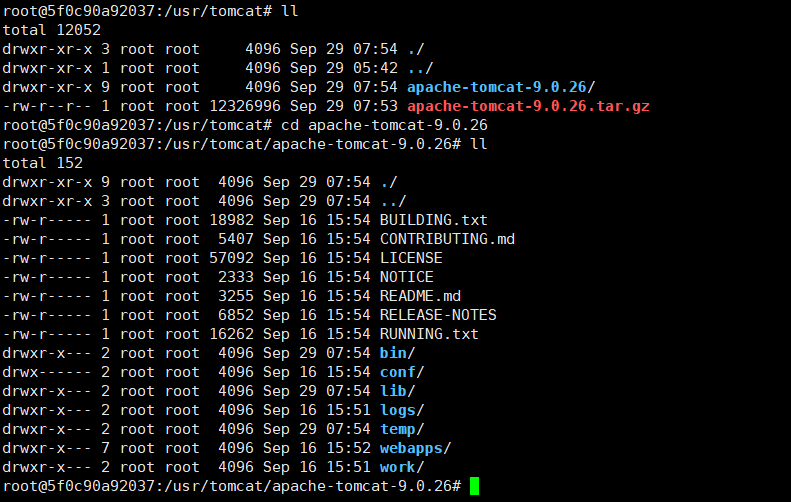 root@5f0c90a92037:/usr/tomcat# ll
total 12052
drwxr-xr-x 3 root root     4096 Sep 29 07:54 ./
drwxr-xr-x 1 root root     4096 Sep 29 05:42 ../
drwxr-xr-x 9 root root     4096 Sep 29 07:54 apache-tomcat-9.0.26/
-rw-r--r-- 1 root root 12326996 Sep 29 07:53 apache-tomcat-9.0.26.tar.gz
root@5f0c90a92037:/usr/tomcat# cd apache-tomcat-9.0.26
root@5f0c90a92037:/usr/tomcat/apache-tomcat-9.0.26# ll
total 152
drwxr-xr-x 9 root root  4096 Sep 29 07:54 ./
drwxr-xr-x 3 root root  4096 Sep 29 07:54 ../
-rw-r----- 1 root root 18982 Sep 16 15:54 BUILDING.txt
-rw-r----- 1 root root  5407 Sep 16 15:54 CONTRIBUTING.md
-rw-r----- 1 root root 57092 Sep 16 15:54 LICENSE
-rw-r----- 1 root root  2333 Sep 16 15:54 NOTICE
-rw-r----- 1 root root  3255 Sep 16 15:54 README.md
-rw-r----- 1 root root  6852 Sep 16 15:54 RELEASE-NOTES
-rw-r----- 1 root root 16262 Sep 16 15:54 RUNNING.txt
drwxr-x--- 2 root root  4096 Sep 29 07:54 bin/
drwx------ 2 root root  4096 Sep 16 15:54 conf/
drwxr-x--- 2 root root  4096 Sep 29 07:54 lib/
drwxr-x--- 2 root root  4096 Sep 16 15:51 logs/
drwxr-x--- 2 root root  4096 Sep 29 07:54 temp/
drwxr-x--- 7 root root  4096 Sep 16 15:52 webapps/
drwxr-x--- 2 root root  4096 Sep 16 15:51 work/
root@5f0c90a92037:/usr/tomcat/apache-tomcat-9.0.26#